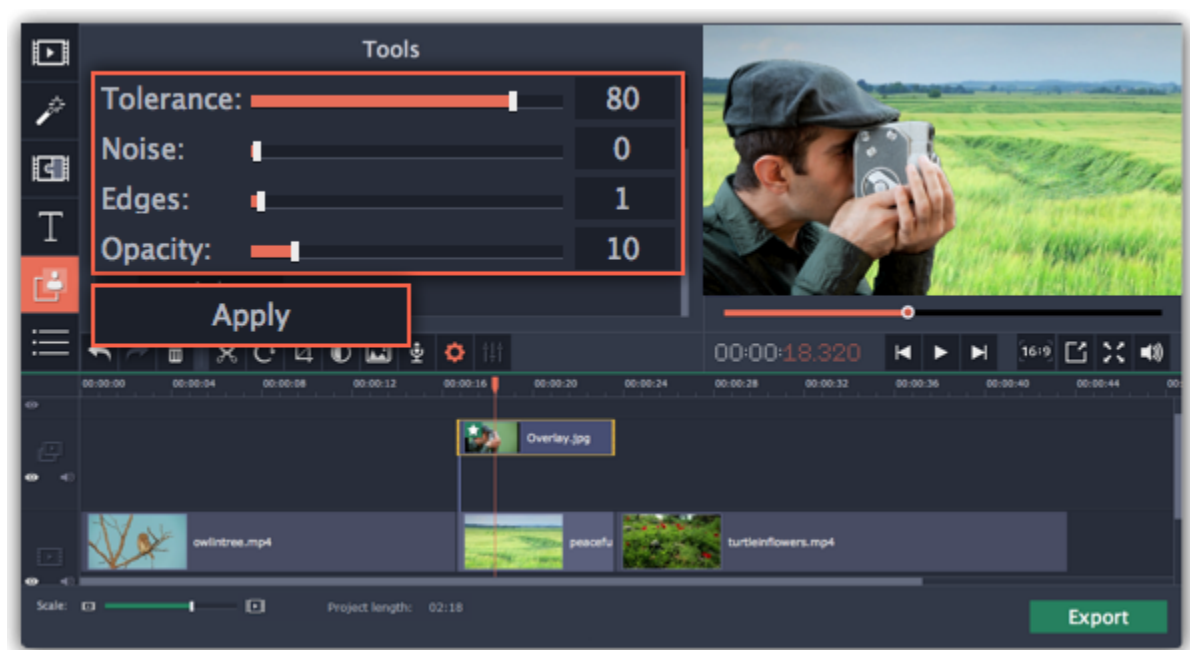 Tools
Tolerance: 80
Noise: 0
Edges: 1
Opacity: 10
Apply
00:00:18.320
16:9
00:00:00 00:00:04 00:00:08 00:00:12 00:00:16 00:00:20 00:00:24 00:00:28 00:00:32 00:00:36 00:00:40 00:00:44 00:
Overlay.jpg
owlintree.mp4 peacefu turtleinflowers.mp4
Scale: Project length: 02:18
Export